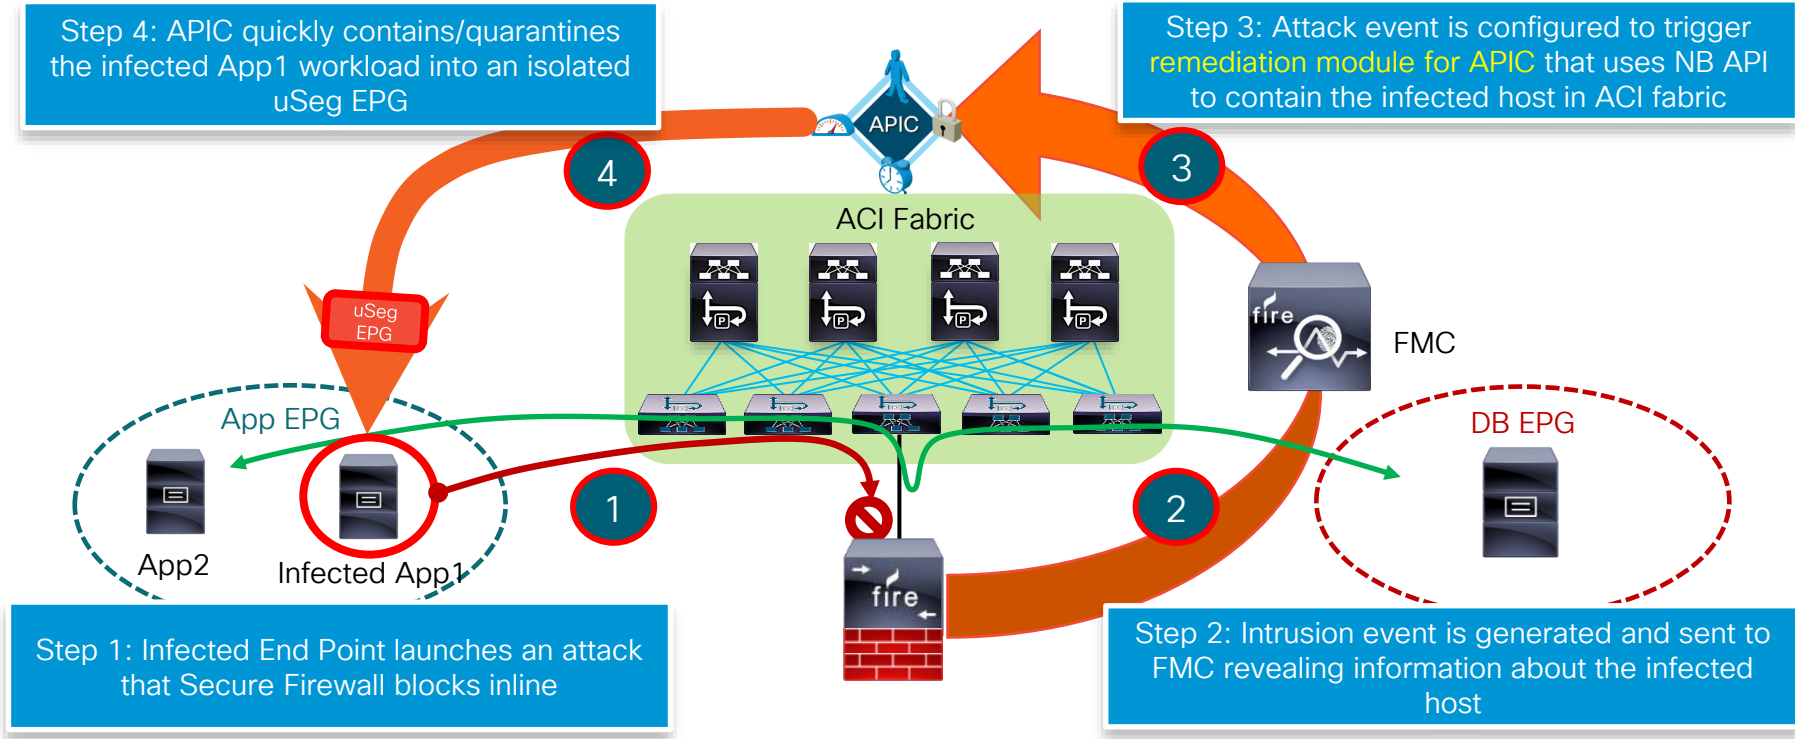 Step 4: APIC quickly contains/quarantines
the infected App1 workload into an isolated
uSeg EPG
Step 3: Attack event is configured to trigger
remediation module for APIC that uses NB API
to contain the infected host in ACI fabric
APIC
4
3
ACI Fabric
P
P
P
P
uSeg
EPG
fire
FMC
App EPG
DB EPG
1
2
App2
Infected App1
fire
Step 1: Infected End Point launches an attack
that Secure Firewall blocks inline
Step 2: Intrusion event is generated and sent to
FMC revealing information about the infected
host